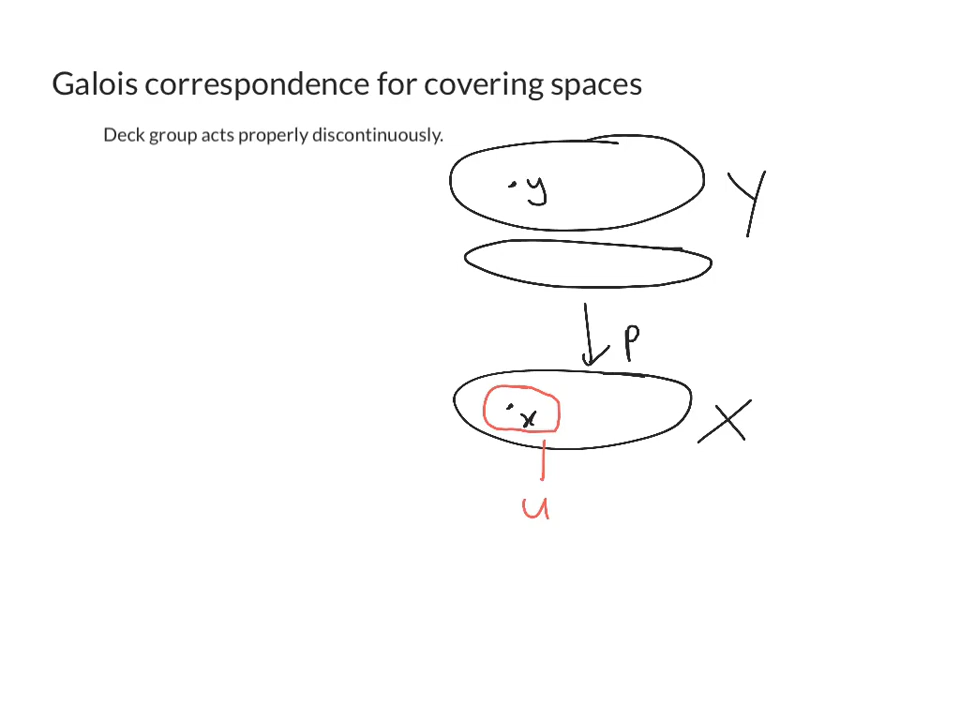 Galois correspondence for covering spaces
Deck group acts properly discontinuously.
y
Y
p
x
X
u